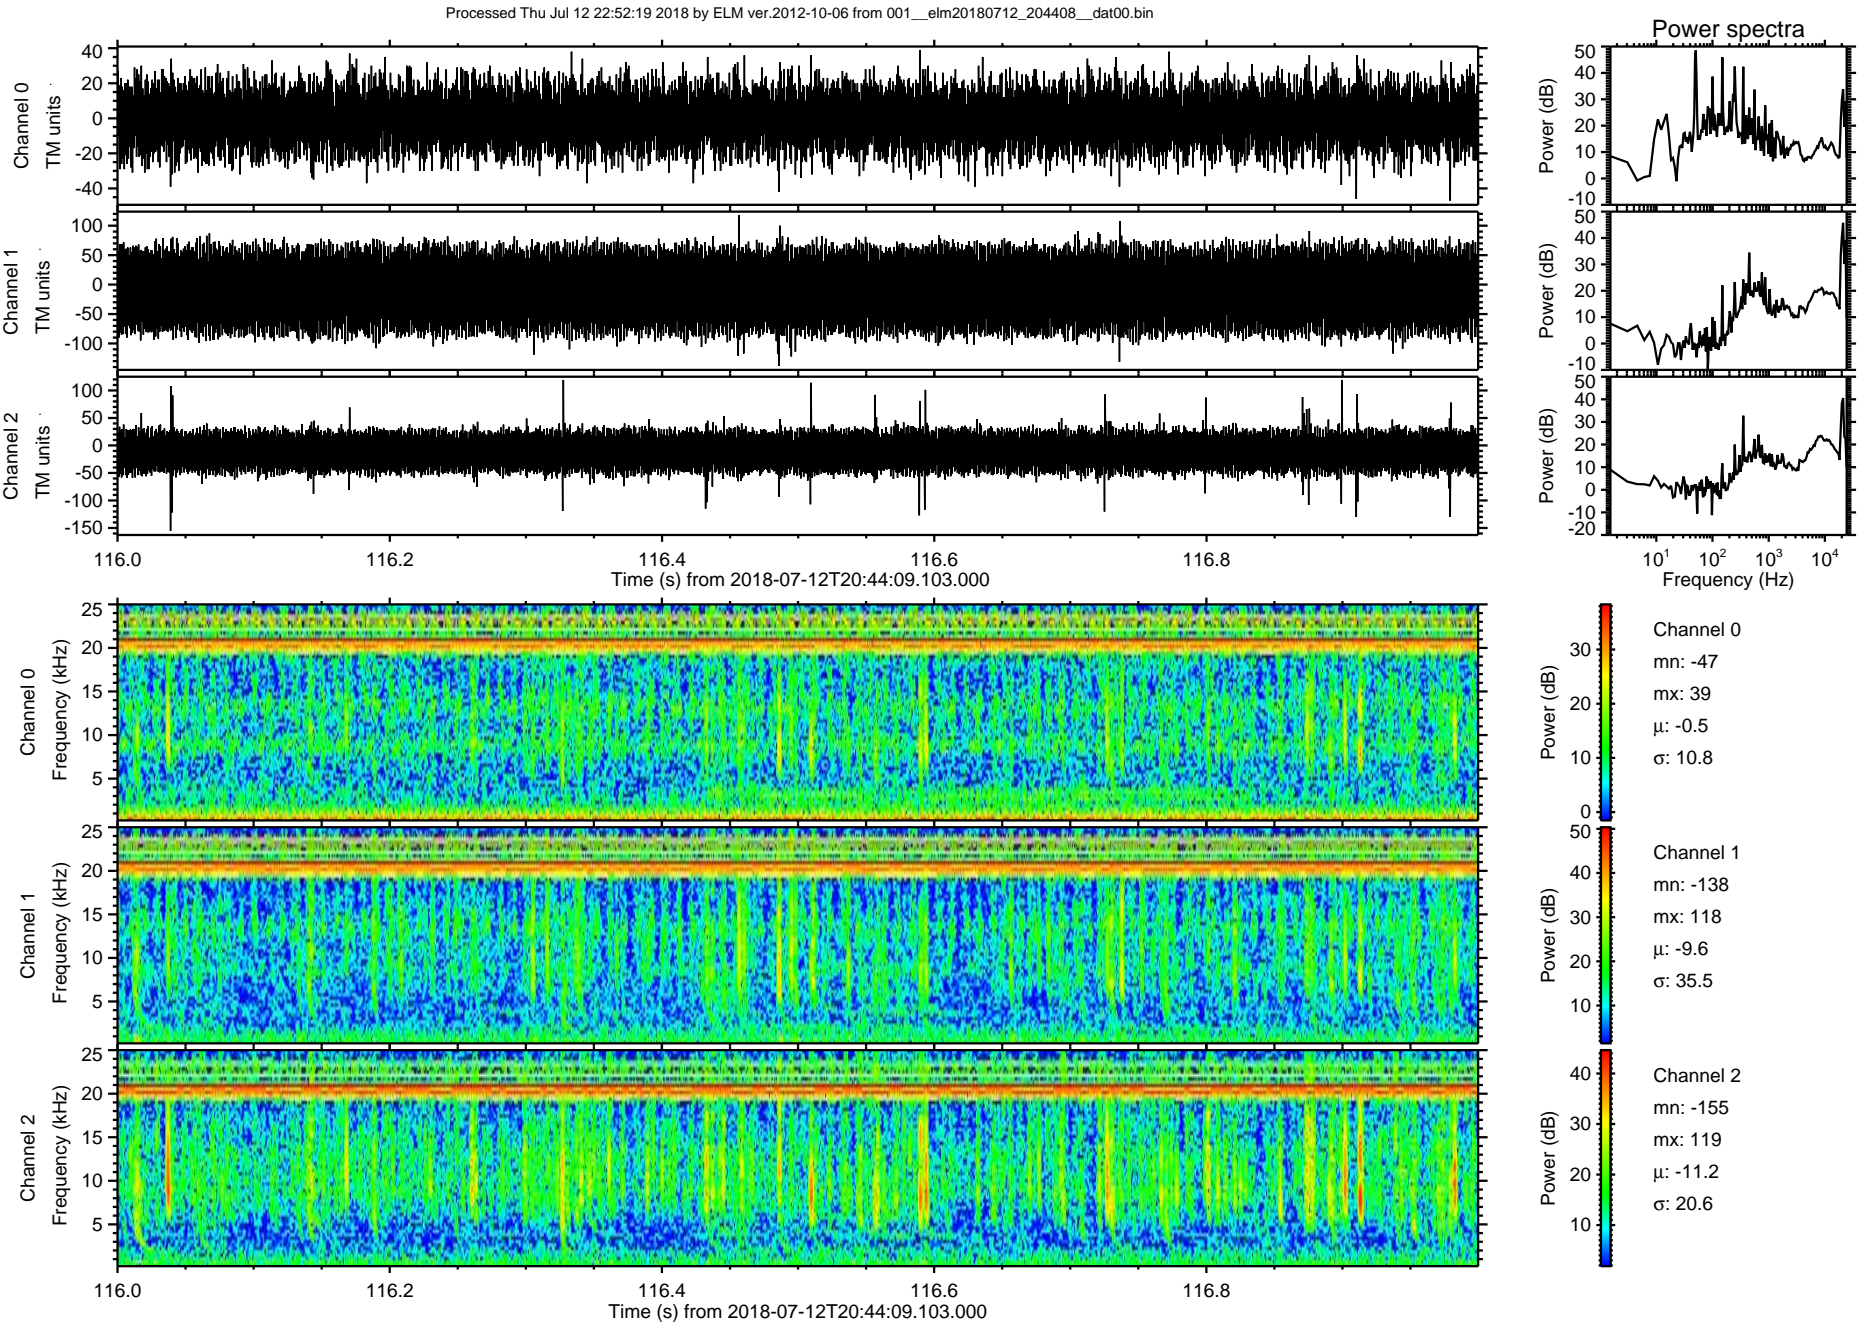 Processed Thu Jul 12 22:52:19 2018 by ELM ver.2012-10-06 from 001__elm20180712_204408__dat00.bin
Power spectra
Channel 0
TM units
40
20
0
-20
-40
Power (dB)
50
40
30
20
10
0
-10
Channel 1
TM units
100
50
0
-50
-100
Power (dB)
50
40
30
20
10
0
-10
Channel 2
TM units
100
50
0
-50
-100
-150
Power (dB)
50
40
30
20
10
0
-10
-20
116.0 116.2 116.4 116.6 116.8
Time (s) from 2018-07-12T20:44:09.103.000
10¹ 10² 10³ 10⁴
Frequency (Hz)
Channel 0
Frequency (kHz)
25
20
15
10
5
Power (dB)
30
20
10
0
Channel 0
mn: -47
mx: 39
μ: -0.5
σ: 10.8
Channel 1
Frequency (kHz)
25
20
15
10
5
Power (dB)
50
40
30
20
10
Channel 1
mn: -138
mx: 118
μ: -9.6
σ: 35.5
Channel 2
Frequency (kHz)
25
20
15
10
5
Power (dB)
40
30
20
10
Channel 2
mn: -155
mx: 119
μ: -11.2
σ: 20.6
116.0 116.2 116.4 116.6 116.8
Time (s) from 2018-07-12T20:44:09.103.000